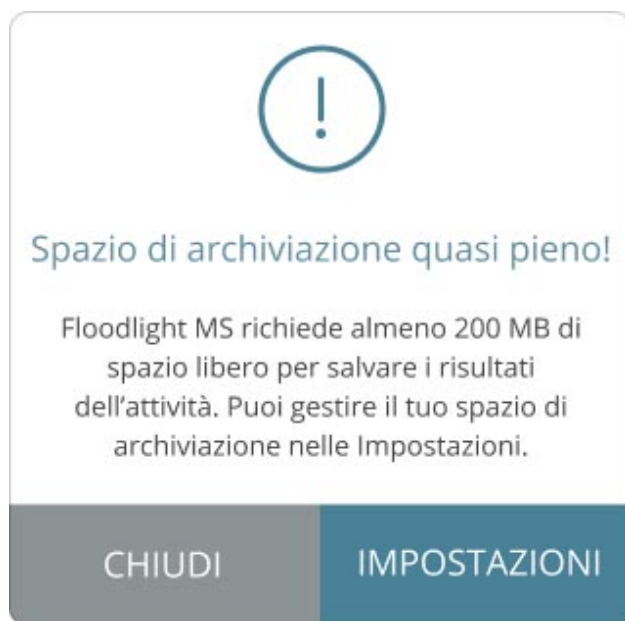 Spazio di archiviazione quasi pieno!
Floodlight MS richiede almeno 200 MB di
spazio libero per salvare i risultati
dell'attività. Puoi gestire il tuo spazio di
archiviazione nelle Impostazioni.
CHIUDI
IMPOSTAZIONI